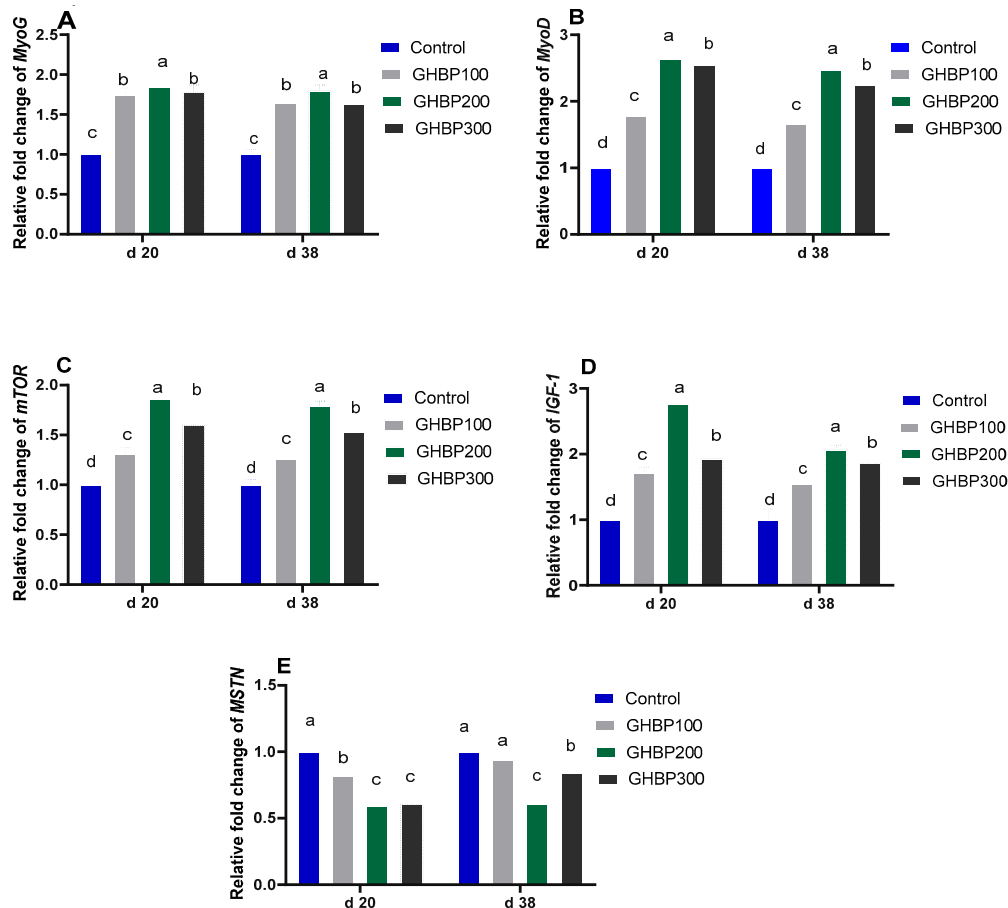 A
Relative fold change of MyoG
2.5
2.0
1.5
1.0
0.5
0.0
c
b
a
b
c
b
a
b
d 20
d 38
Control
GHBP100
GHBP200
GHBP300
B
Relative fold change of MyoD
3
2
1
0
d
c
a
b
d
c
a
b
d 20
d 38
Control
GHBP100
GHBP200
GHBP300
C
Relative fold change of mTOR
2.0
1.5
1.0
0.5
0.0
d
c
a
b
d
c
a
b
d 20
d 38
Control
GHBP100
GHBP200
GHBP300
D
Relative fold change of IGF-1
3
2
1
0
d
c
a
b
d
c
a
b
d 20
d 38
Control
GHBP100
GHBP200
GHBP300
E
Relative fold change of MSTN
1.5
1.0
0.5
0.0
a
b
c
c
a
a
c
b
d 20
d 38
Control
GHBP100
GHBP200
GHBP300